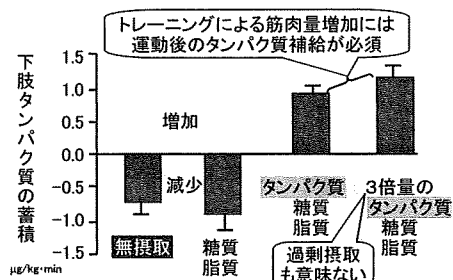 トレーニングによる筋肉量増加には
運動後のタンパク質補給が必須
下肢タンパク質の蓄積
1.5
1.0
0.5
0.0
−0.5
−1.0
−1.5
μg/kg・min
増加
減少
無摂取
糖質
脂質
タンパク質
糖質
脂質
3倍量の
タンパク質
糖質
脂質
過剰摂取
も意味ない